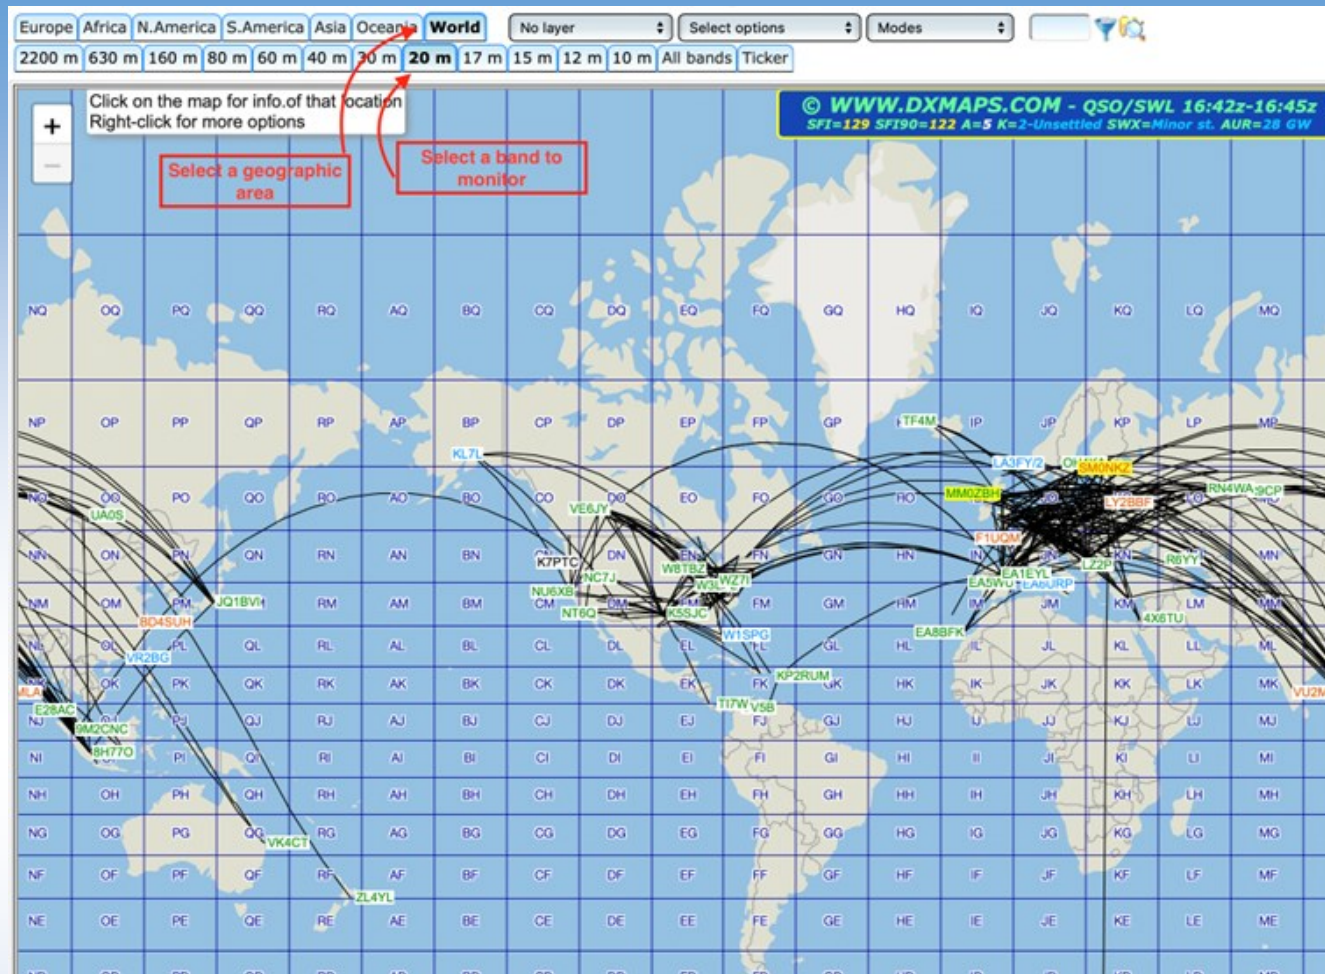 Europe Africa N.America S.America Asia Oceania World No layer Select options Modes
2200 m 630 m 160 m 80 m 60 m 40 m 30 m 20 m 17 m 15 m 12 m 10 m All bands Ticker
Click on the map for info.of that location
Right-click for more options
© WWW.DXMAPS.COM - QSO/SWL 16:42z-16:45z
SFI=129 SFI90=122 A=5 K=2-Unsettled SWX=Minor st. AUR=28 GW
+
−
Select a geographic
area
Select a band to
monitor
NQ OQ PQ QQ RQ AQ BQ CQ DQ EQ FQ GQ HQ IQ JQ KQ LQ MQ
NP OP PP QP RP AP BP CP DP EP FP GP TF4M IP JP KP LP MP
KL7L LA3FY/2 SM0NKZ
NO OO PO QO RO AO BO CO DO EO FO GO HO MM0ZBH LY2BBF RN4WA
UA0S VE6JY F1UQM
NN ON PN QN RN AN BN CN DN EN FN GN HN IN JN KN MN
K7PTC W8TBZ LZ2P R6YY
NC7J WZ7I EA5WU EA1EYL
JQ1BVI NU6XB
NM OM PM RM AM BM CM DM EM FM GM HM IM JM KM LM MM
BD4SUH NT6Q K5SJC 4X6TU
W1SPG EA8BFK
NL OL PL QL RL AL BL CL DL EL FL GL HL IL JL KL LL ML
VR2BG KP2RUM
NK OK PK QK RK AK BK CK DK EK FK GK HK IK JK KK LK MK
VU2M
E28AC TI7W V5B
NJ OJ PJ QJ RJ AJ BJ CJ DJ EJ FJ GJ HJ IJ JJ KJ LJ MJ
9M2CNC
8H77O
NI PI QI RI AI BI CI DI EI FI GI HI II JI KI LI MI
NH OH PH QH RH AH BH CH DH EH FH GH HH IH JH KH LH MH
NG OG PG QG RG AG BG CG DG EG FG GG HG IG JG KG LG MG
VK4CT
NF OF PF QF RF AF BF CF DF EF FF GF HF IF JF KF LF MF
ZL4YL
NE OE PE QE RE AE BE CE DE EE FE GE HE IE JE KE LE ME